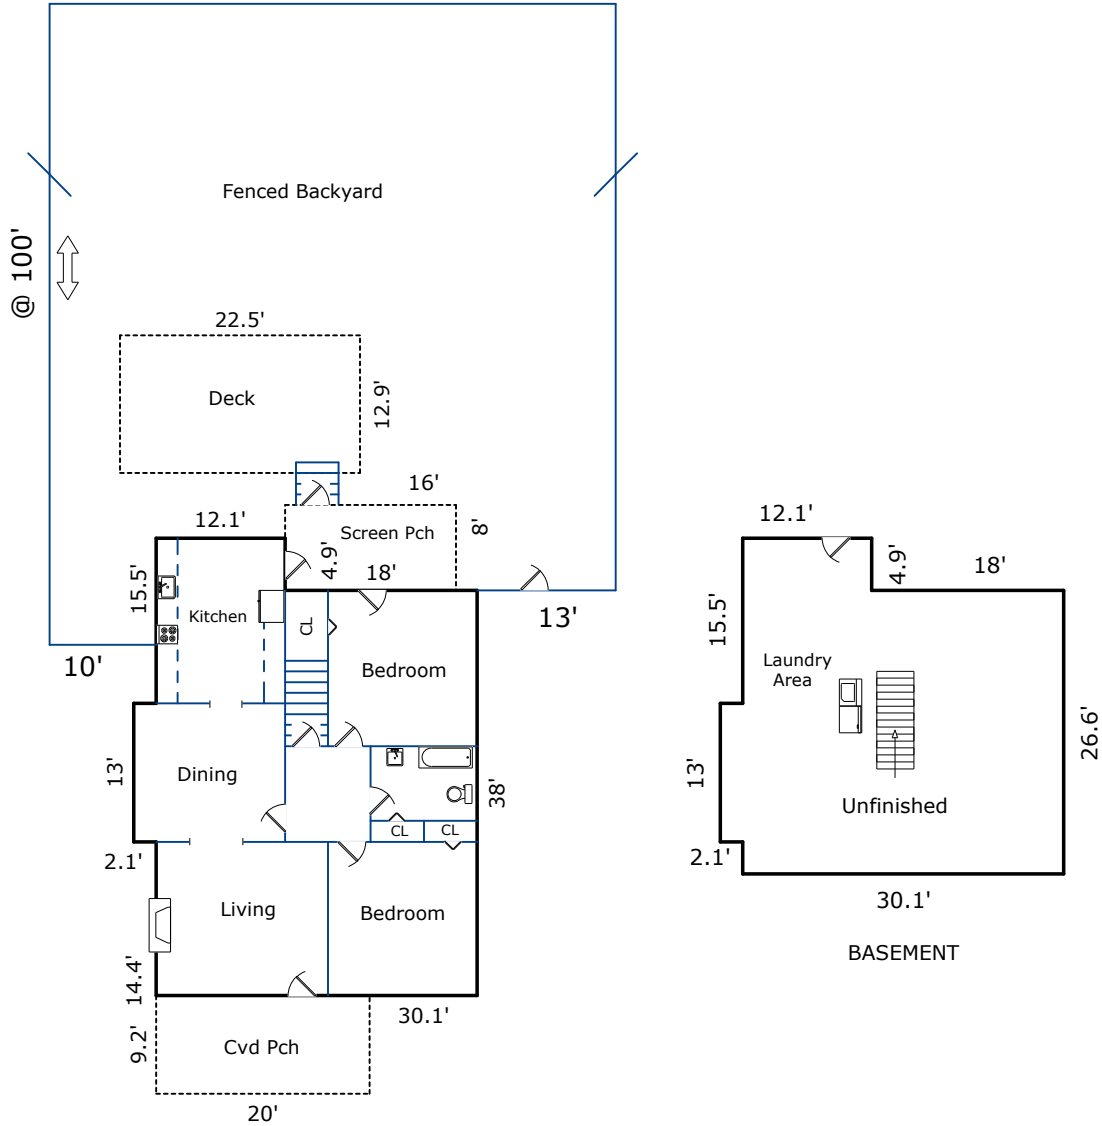 Fenced Backyard
@ 100'
22.5'
Deck
12.9'
16'
12.1'
Screen Pch
8'
4.9'
18'
15.5'
Kitchen
CL
13'
10'
Bedroom
Dining
13'
38'
CL
CL
2.1'
Living
Bedroom
14.4'
30.1'
9.2'
Cvd Pch
20'
12.1'
4.9'
18'
15.5'
Laundry
Area
26.6'
13'
Unfinished
2.1'
30.1'
BASEMENT